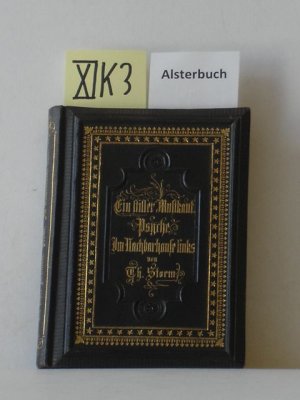 XIK3
Alsterbuch
Ein stiller Musikant.
Psyche.
Im Nachbarhause links
von
Th. Storm.